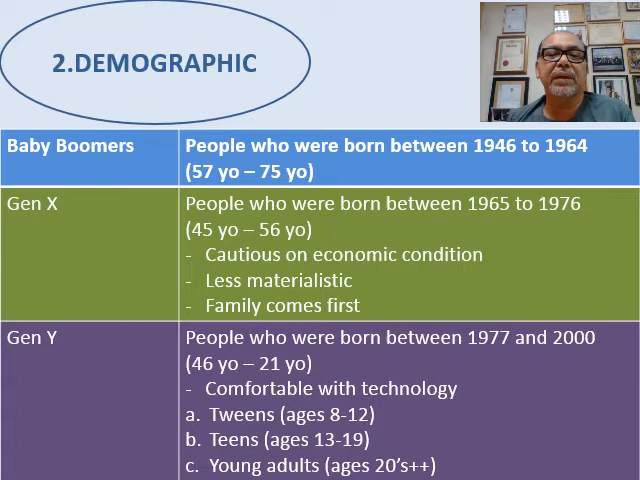 2.DEMOGRAPHIC
Baby Boomers
People who were born between 1946 to 1964
(57 yo – 75 yo)
Gen X
People who were born between 1965 to 1976
(45 yo – 56 yo)
- Cautious on economic condition
- Less materialistic
- Family comes first
Gen Y
People who were born between 1977 and 2000
(46 yo – 21 yo)
- Comfortable with technology
a. Tweens (ages 8-12)
b. Teens (ages 13-19)
c. Young adults (ages 20’s++)